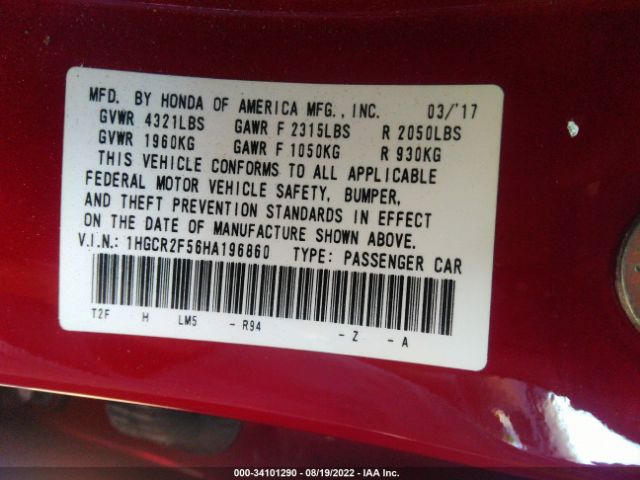 MFD. BY HONDA OF AMERICA MFG., INC. 03/'17
GVWR 4321LBS GAWR F 2315LBS R 2050LBS
GVWR 1960KG GAWR F 1050KG R 930KG
THIS VEHICLE CONFORMS TO ALL APPLICABLE
FEDERAL MOTOR VEHICLE SAFETY, BUMPER,
AND THEFT PREVENTION STANDARDS IN EFFECT
ON THE DATE OF MANUFACTURE SHOWN ABOVE.
V.I.N.: 1HGCR2F56HA196860 TYPE: PASSENGER CAR
T2F H LM5 - R94 - Z - A
000-34101290 - 08/19/2022 - IAA Inc.